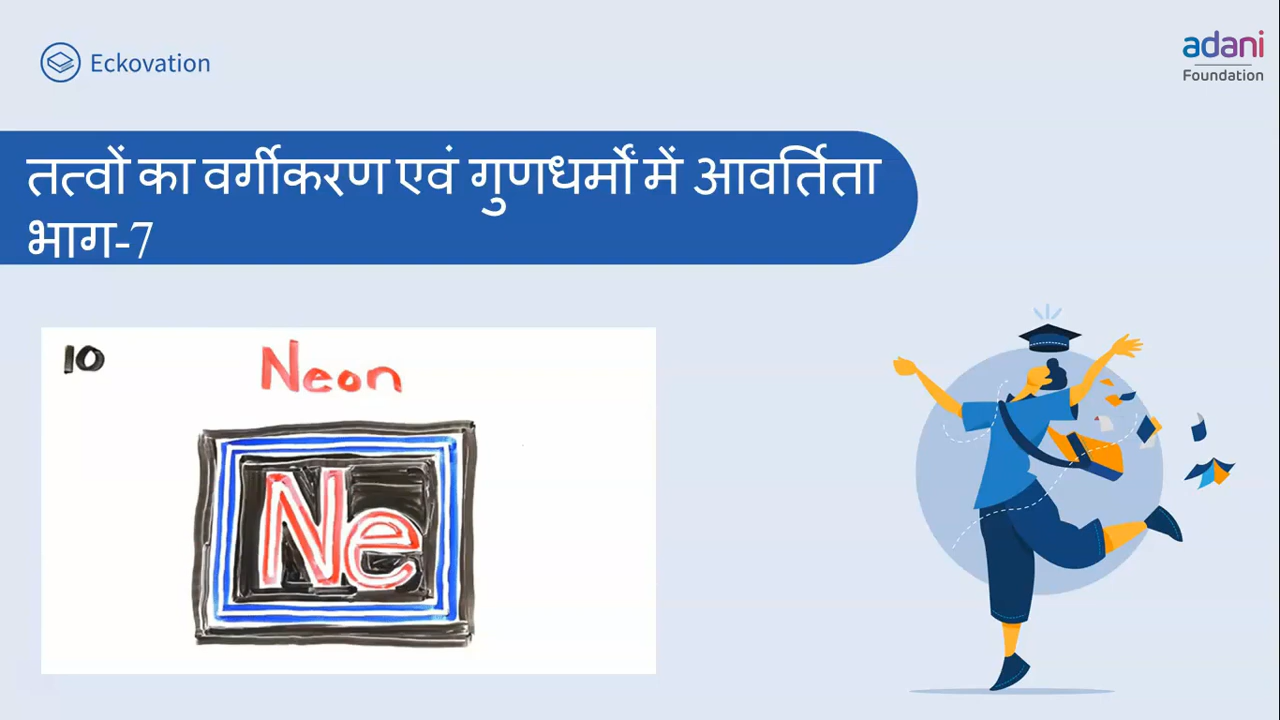 Eckovation
adani
Foundation
तत्वों का वर्गीकरण एवं गुणधर्मों में आवर्तिता
भाग-7
10
Neon
Ne